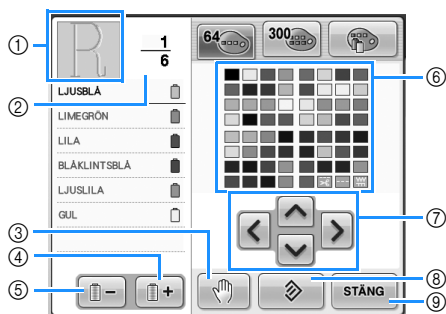 ①
R
1
6
②
64
300
LJUSBLÅ
LIMEGRÖN
LILA
BLÅKLINTSBLÅ
LJUSLILA
GUL
⑥
⑦
③
④
⑤
− +
STÄNG
⑧
⑨